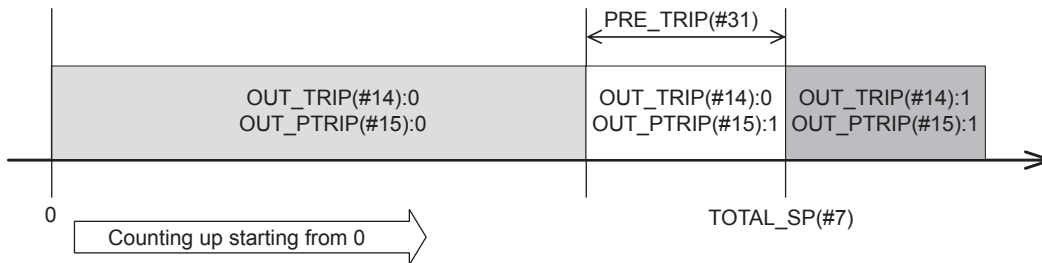 PRE_TRIP(#31)
OUT_TRIP(#14):0
OUT_PTRIP(#15):0
OUT_TRIP(#14):0
OUT_PTRIP(#15):1
OUT_TRIP(#14):1
OUT_PTRIP(#15):1
0
TOTAL_SP(#7)
Counting up starting from 0